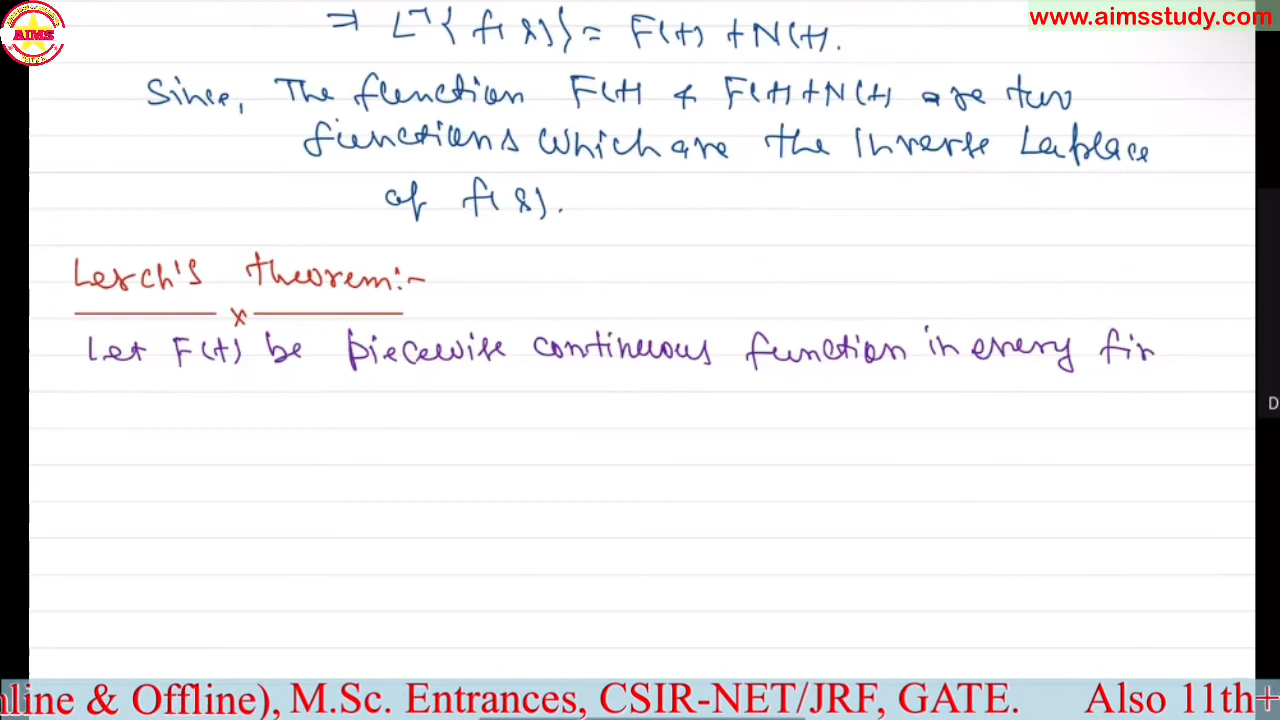 AIMS
www.aimsstudy.com
⇒ L⁻¹{f(s)} = F(t) + N(t).
Since, The function F(t) & F(t)+N(t) are two
functions which are the inverse Laplace
of f(s).
Lerch's theorem:-
x
Let F(t) be piecewise continuous function in every fin
nline & Offline), M.Sc. Entrances, CSIR-NET/JRF, GATE. Also 11th+
D